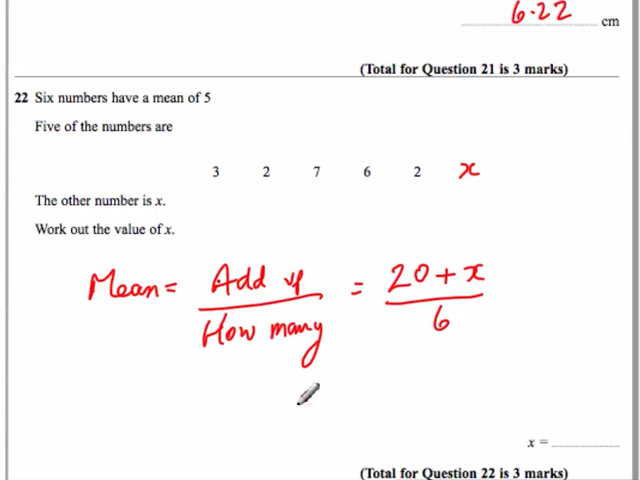 6.22 cm
(Total for Question 21 is 3 marks)
22 Six numbers have a mean of 5
Five of the numbers are
3 2 7 6 2 x
The other number is x.
Work out the value of x.
Mean = Add up / How many = 20 + x / 6
x =
(Total for Question 22 is 3 marks)